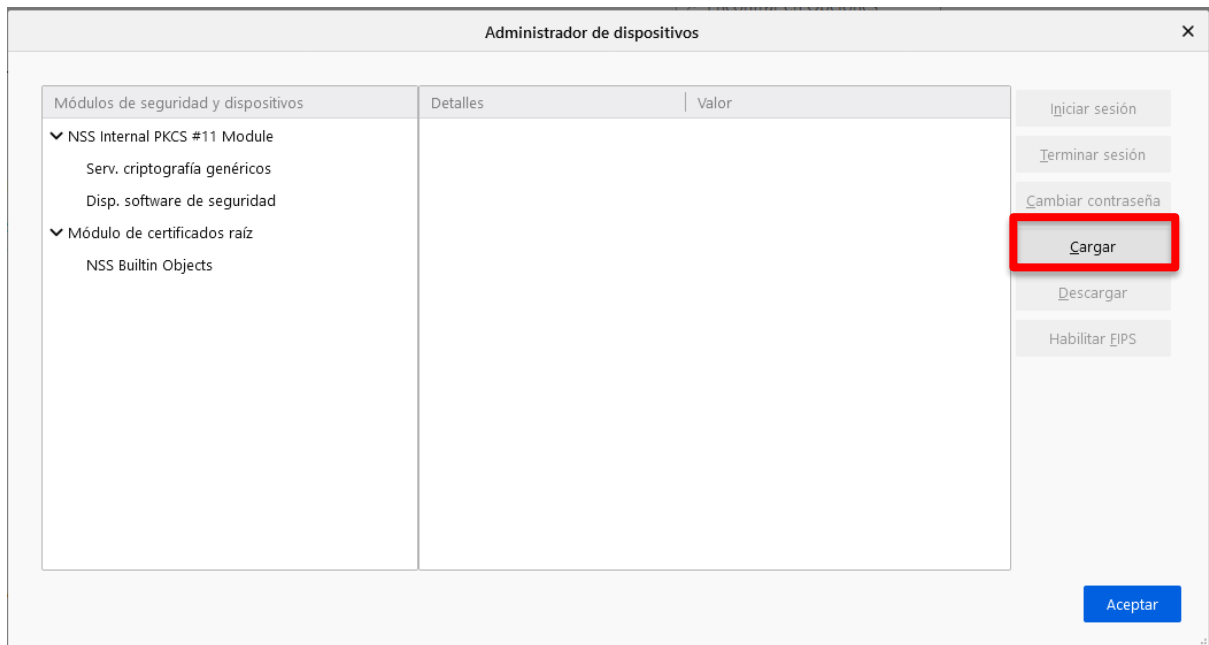 Administrador de dispositivos
Módulos de seguridad y dispositivos
Detalles
Valor
NSS Internal PKCS #11 Module
Serv. criptografía genéricos
Disp. software de seguridad
Módulo de certificados raíz
NSS Builtin Objects
Iniciar sesión
Terminar sesión
Cambiar contraseña
Cargar
Descargar
Habilitar FIPS
Aceptar